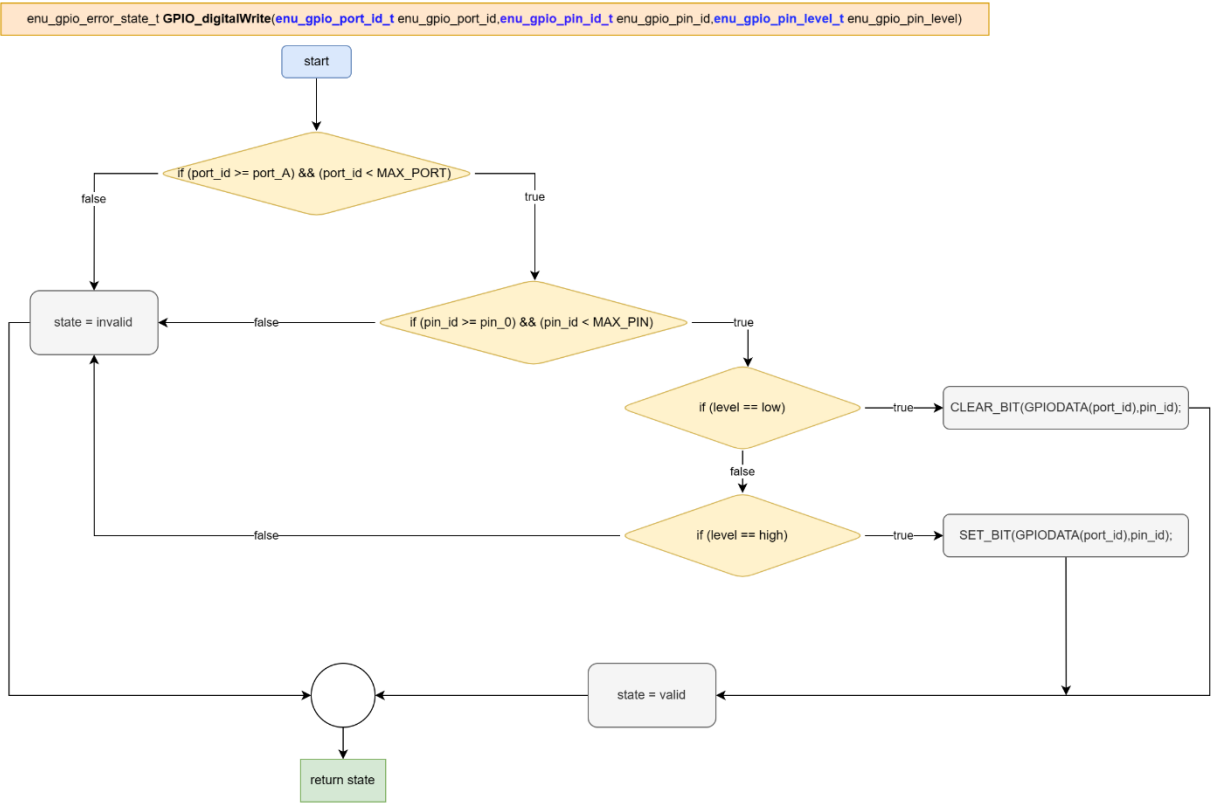 enu_gpio_error_state_t GPIO_digitalWrite(enu_gpio_port_id_t enu_gpio_port_id,enu_gpio_pin_id_t enu_gpio_pin_id,enu_gpio_pin_level_t enu_gpio_pin_level)
start
if (port_id >= port_A) && (port_id < MAX_PORT)
false
true
state = invalid
false
if (pin_id >= pin_0) && (pin_id < MAX_PIN)
true
if (level == low)
true
CLEAR_BIT(GPIODATA(port_id),pin_id);
false
false
if (level == high)
true
SET_BIT(GPIODATA(port_id),pin_id);
state = valid
return state